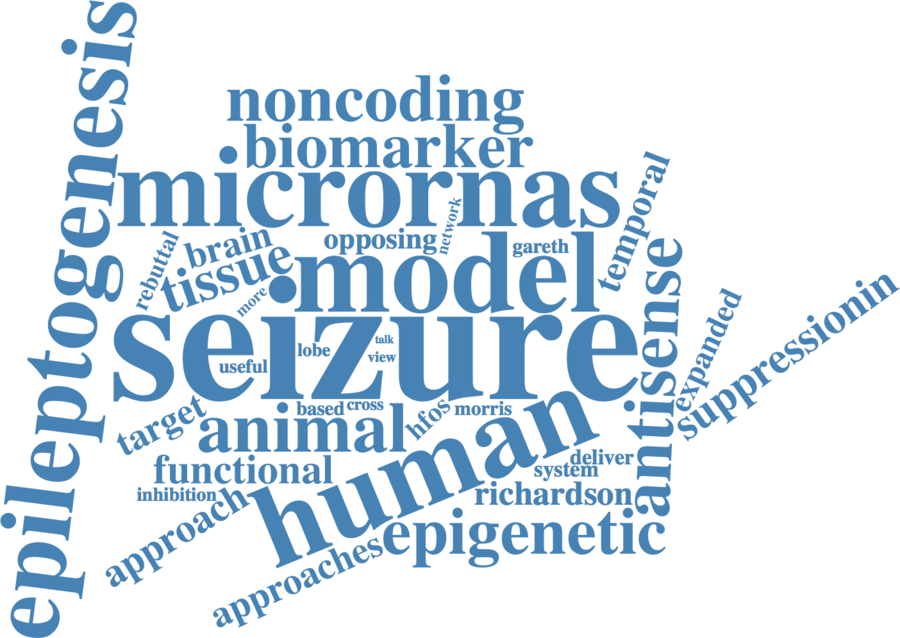 epileptogenesis
noncoding
biomarker
micrornas
temporal
network
opposing
gareth
rebuttal
brain
tissue
more
model
antisense
seizure
talk
lobe
view
useful
expanded
suppressionin
based
cross
hfos
morris
target
animal
human
functional
deliver
system
inhibition
richardson
approach
epigenetic
approaches